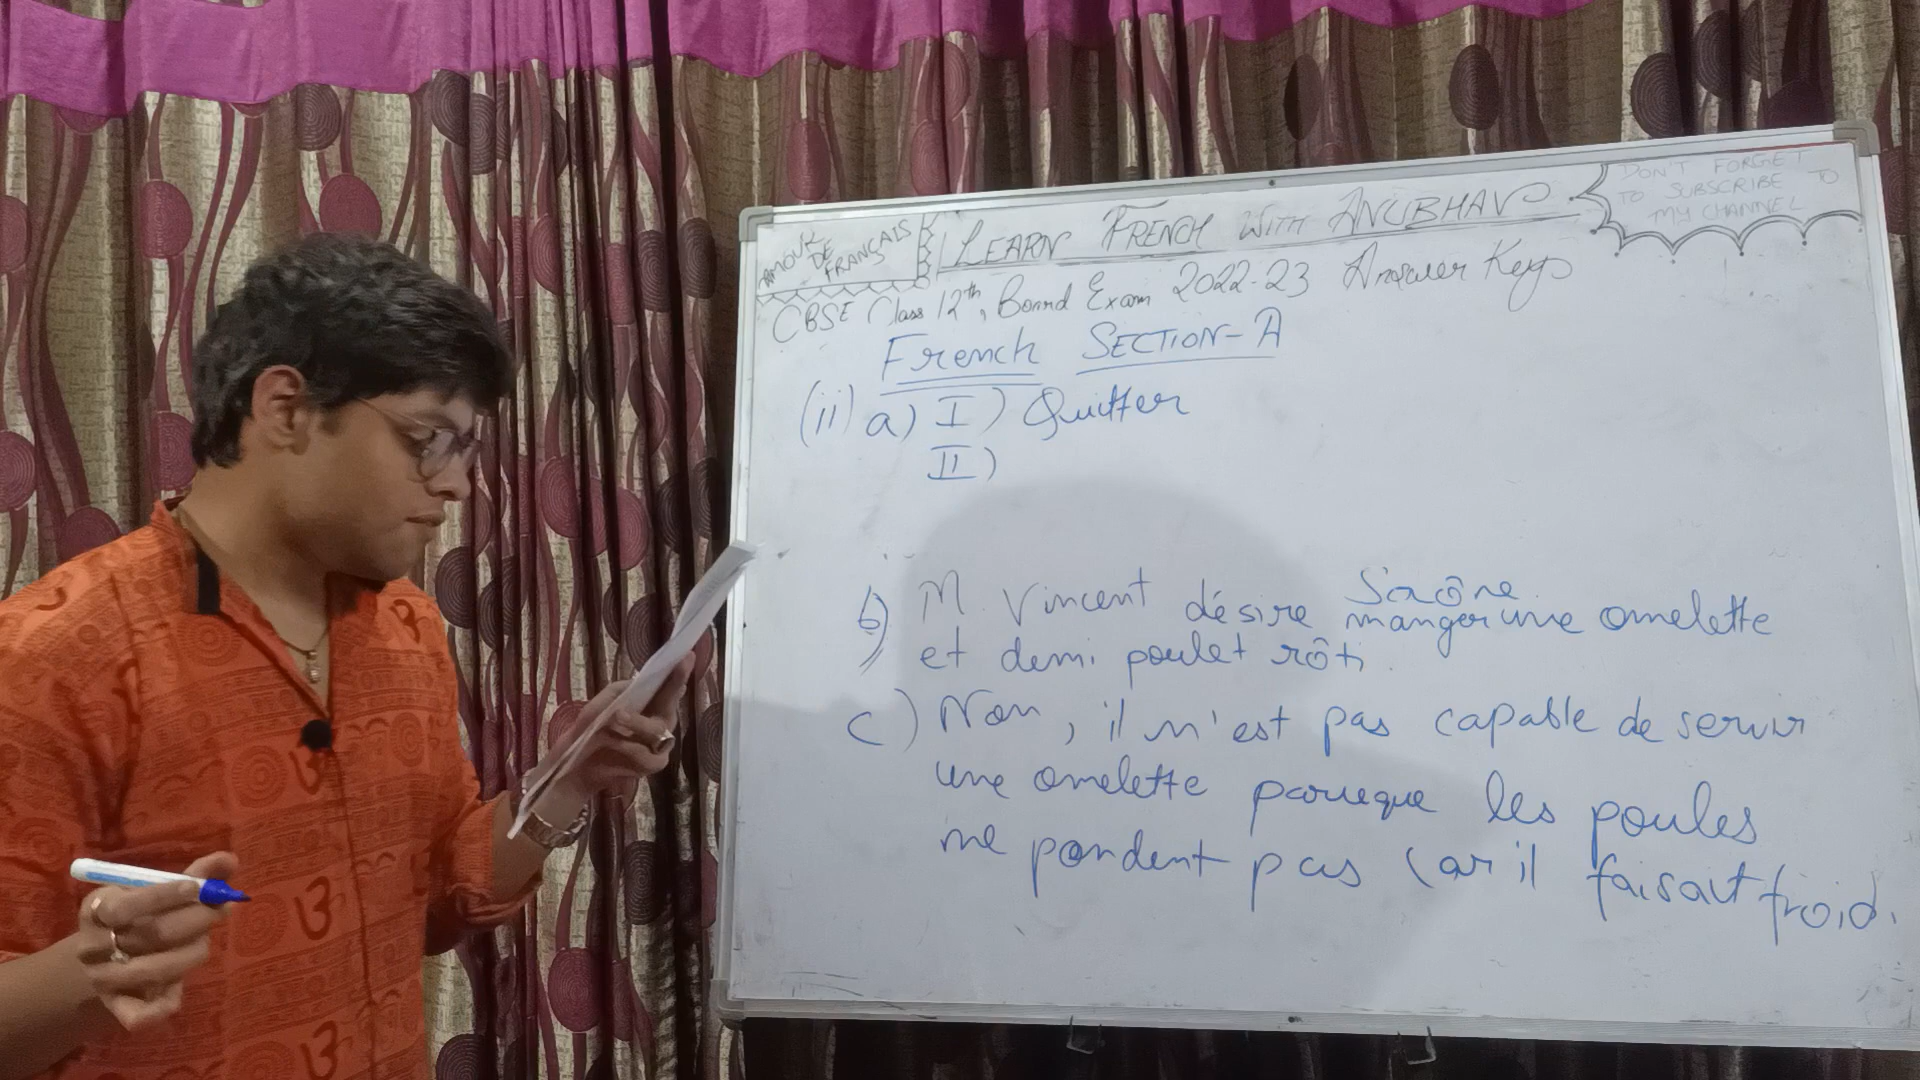 AMOUR DE FRANÇAIS
LEARN FRENCH WITH ANUBHAV
DON'T FORGET
TO SUBSCRIBE TO
MY CHANNEL
CBSE Class 12th, Board Exam 2022-23 Answer Keys
French SECTION-A
(ii) a) I) Quitter
II)
b) M. Vincent désire manger une omelette
et demi poulet rôti.
c) Non, il n'est pas capable de servir
une omelette parceque les poules
ne pondent pas car il faisait froid.